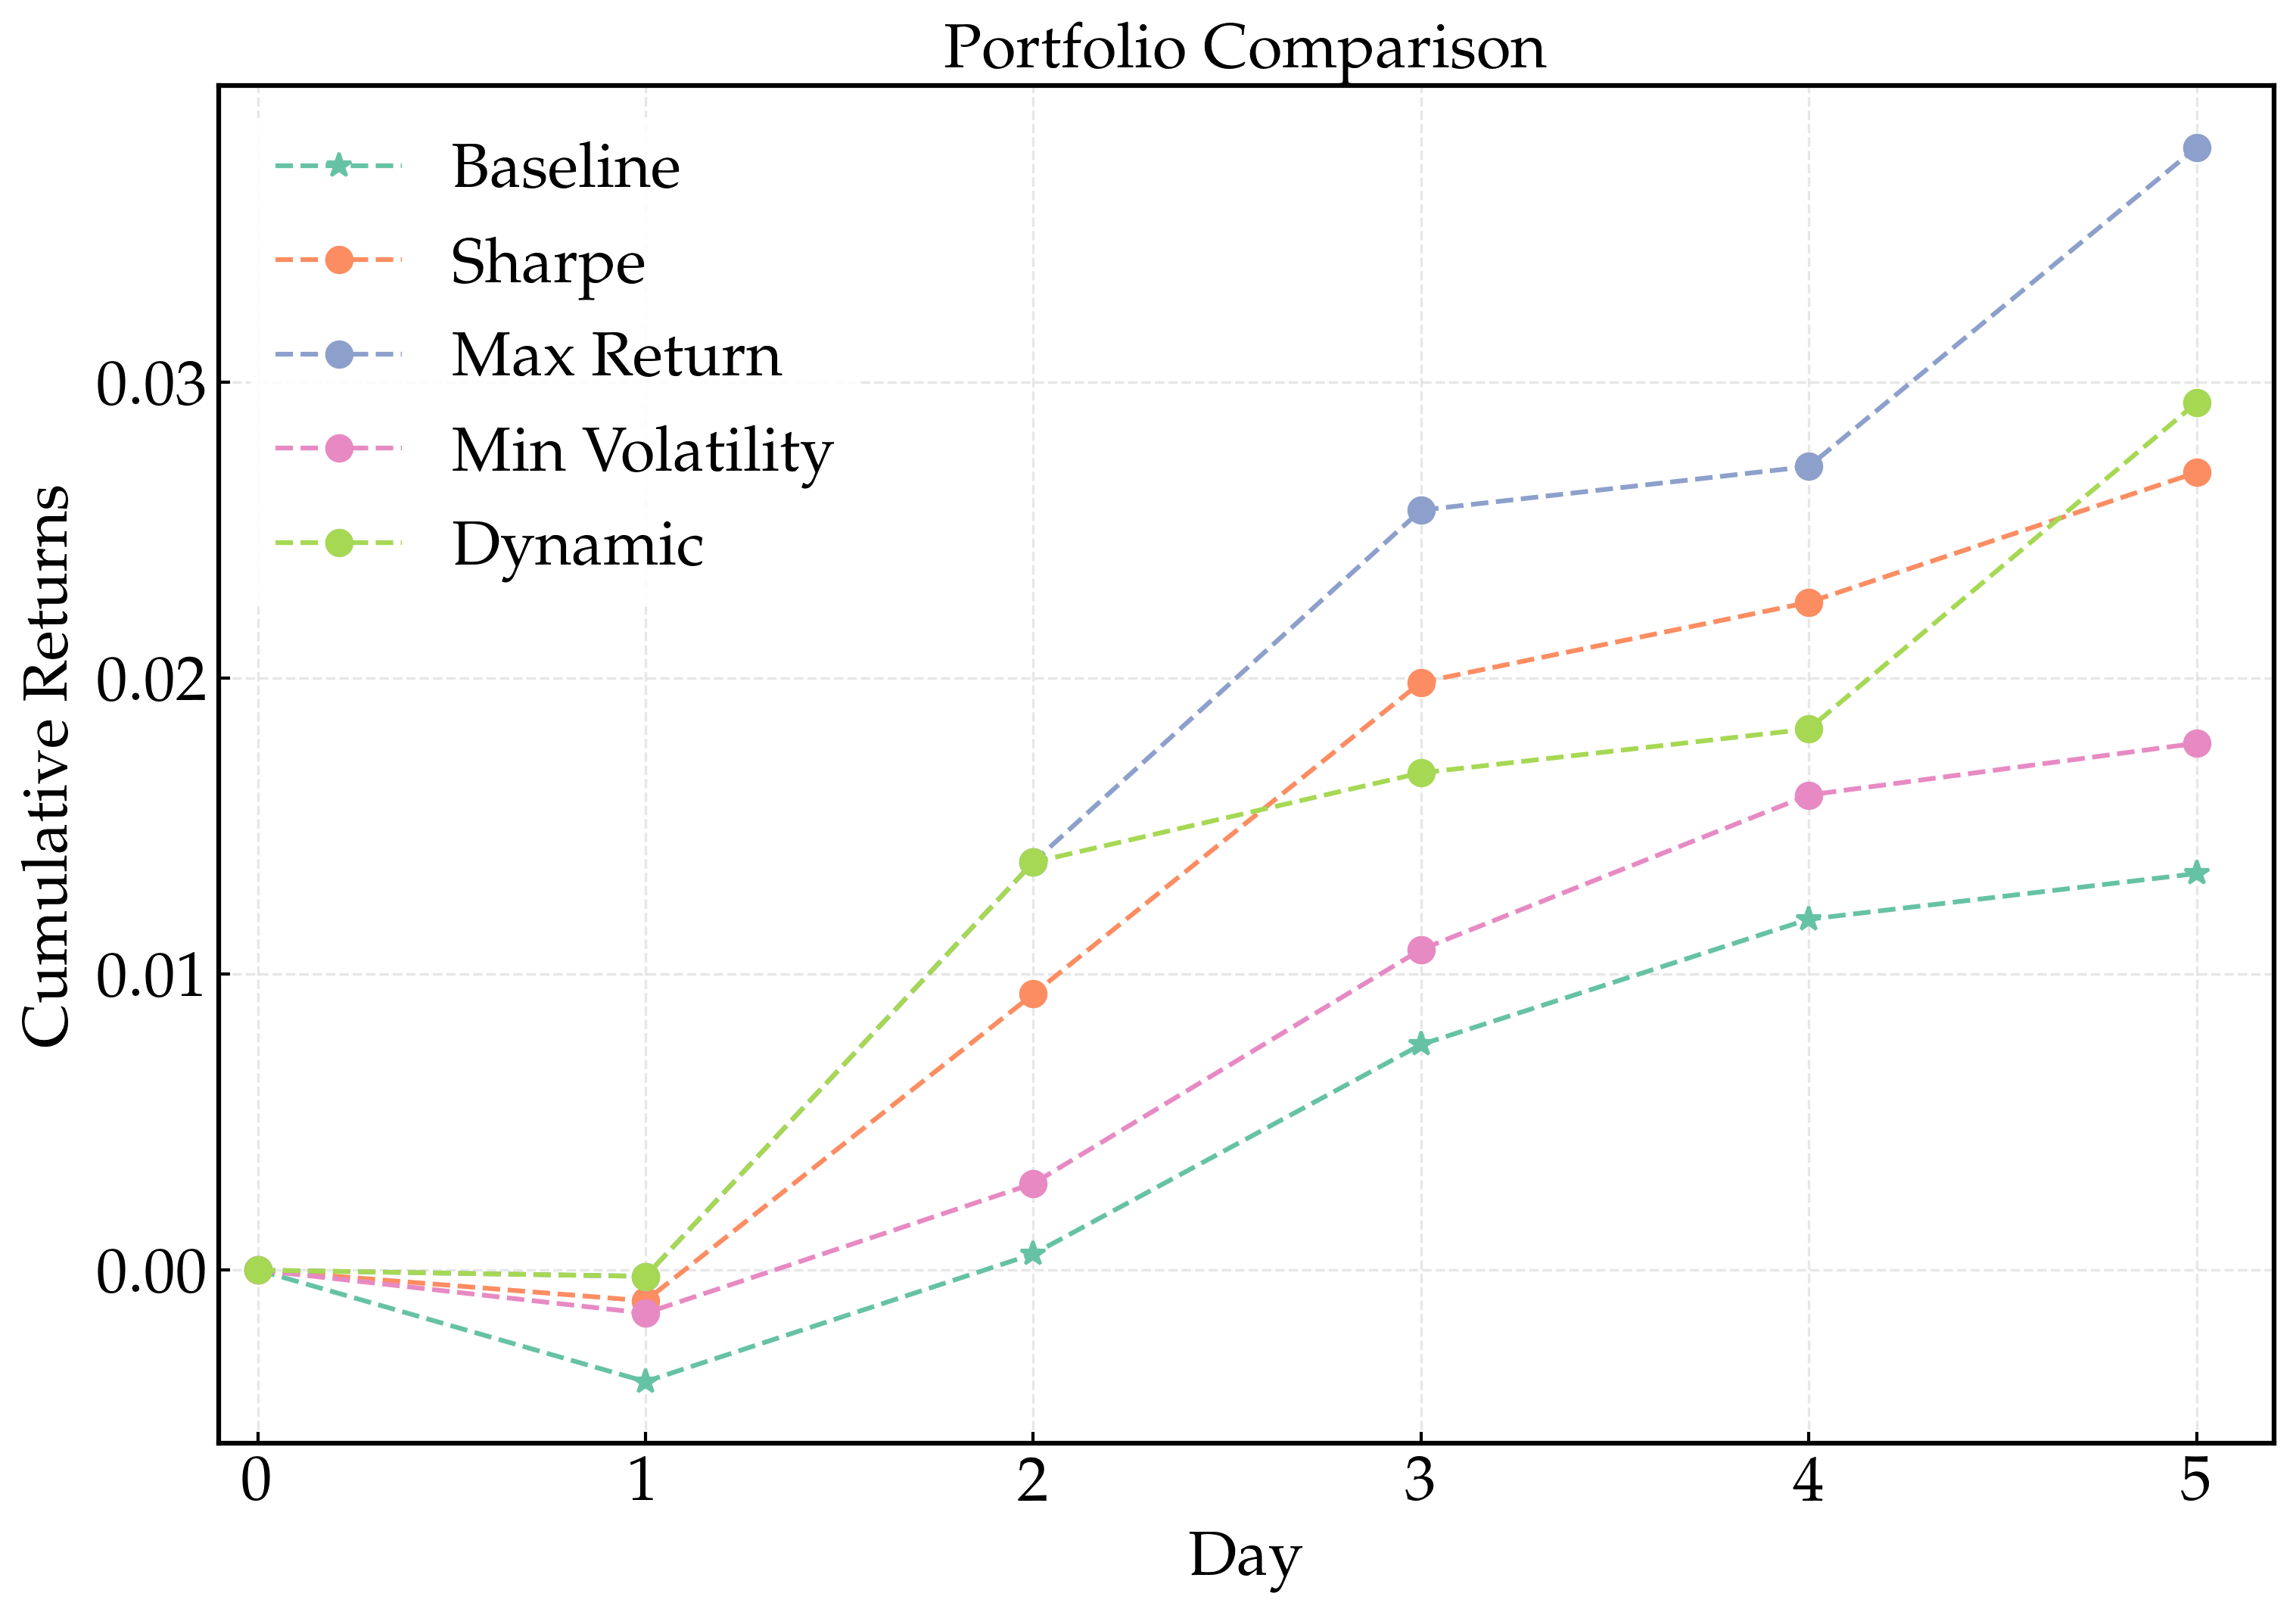 Portfolio Comparison
Baseline
Sharpe
Max Return
Min Volatility
Dynamic
Cumulative Returns
0.03
0.02
0.01
0.00
0 1 2 3 4 5
Day